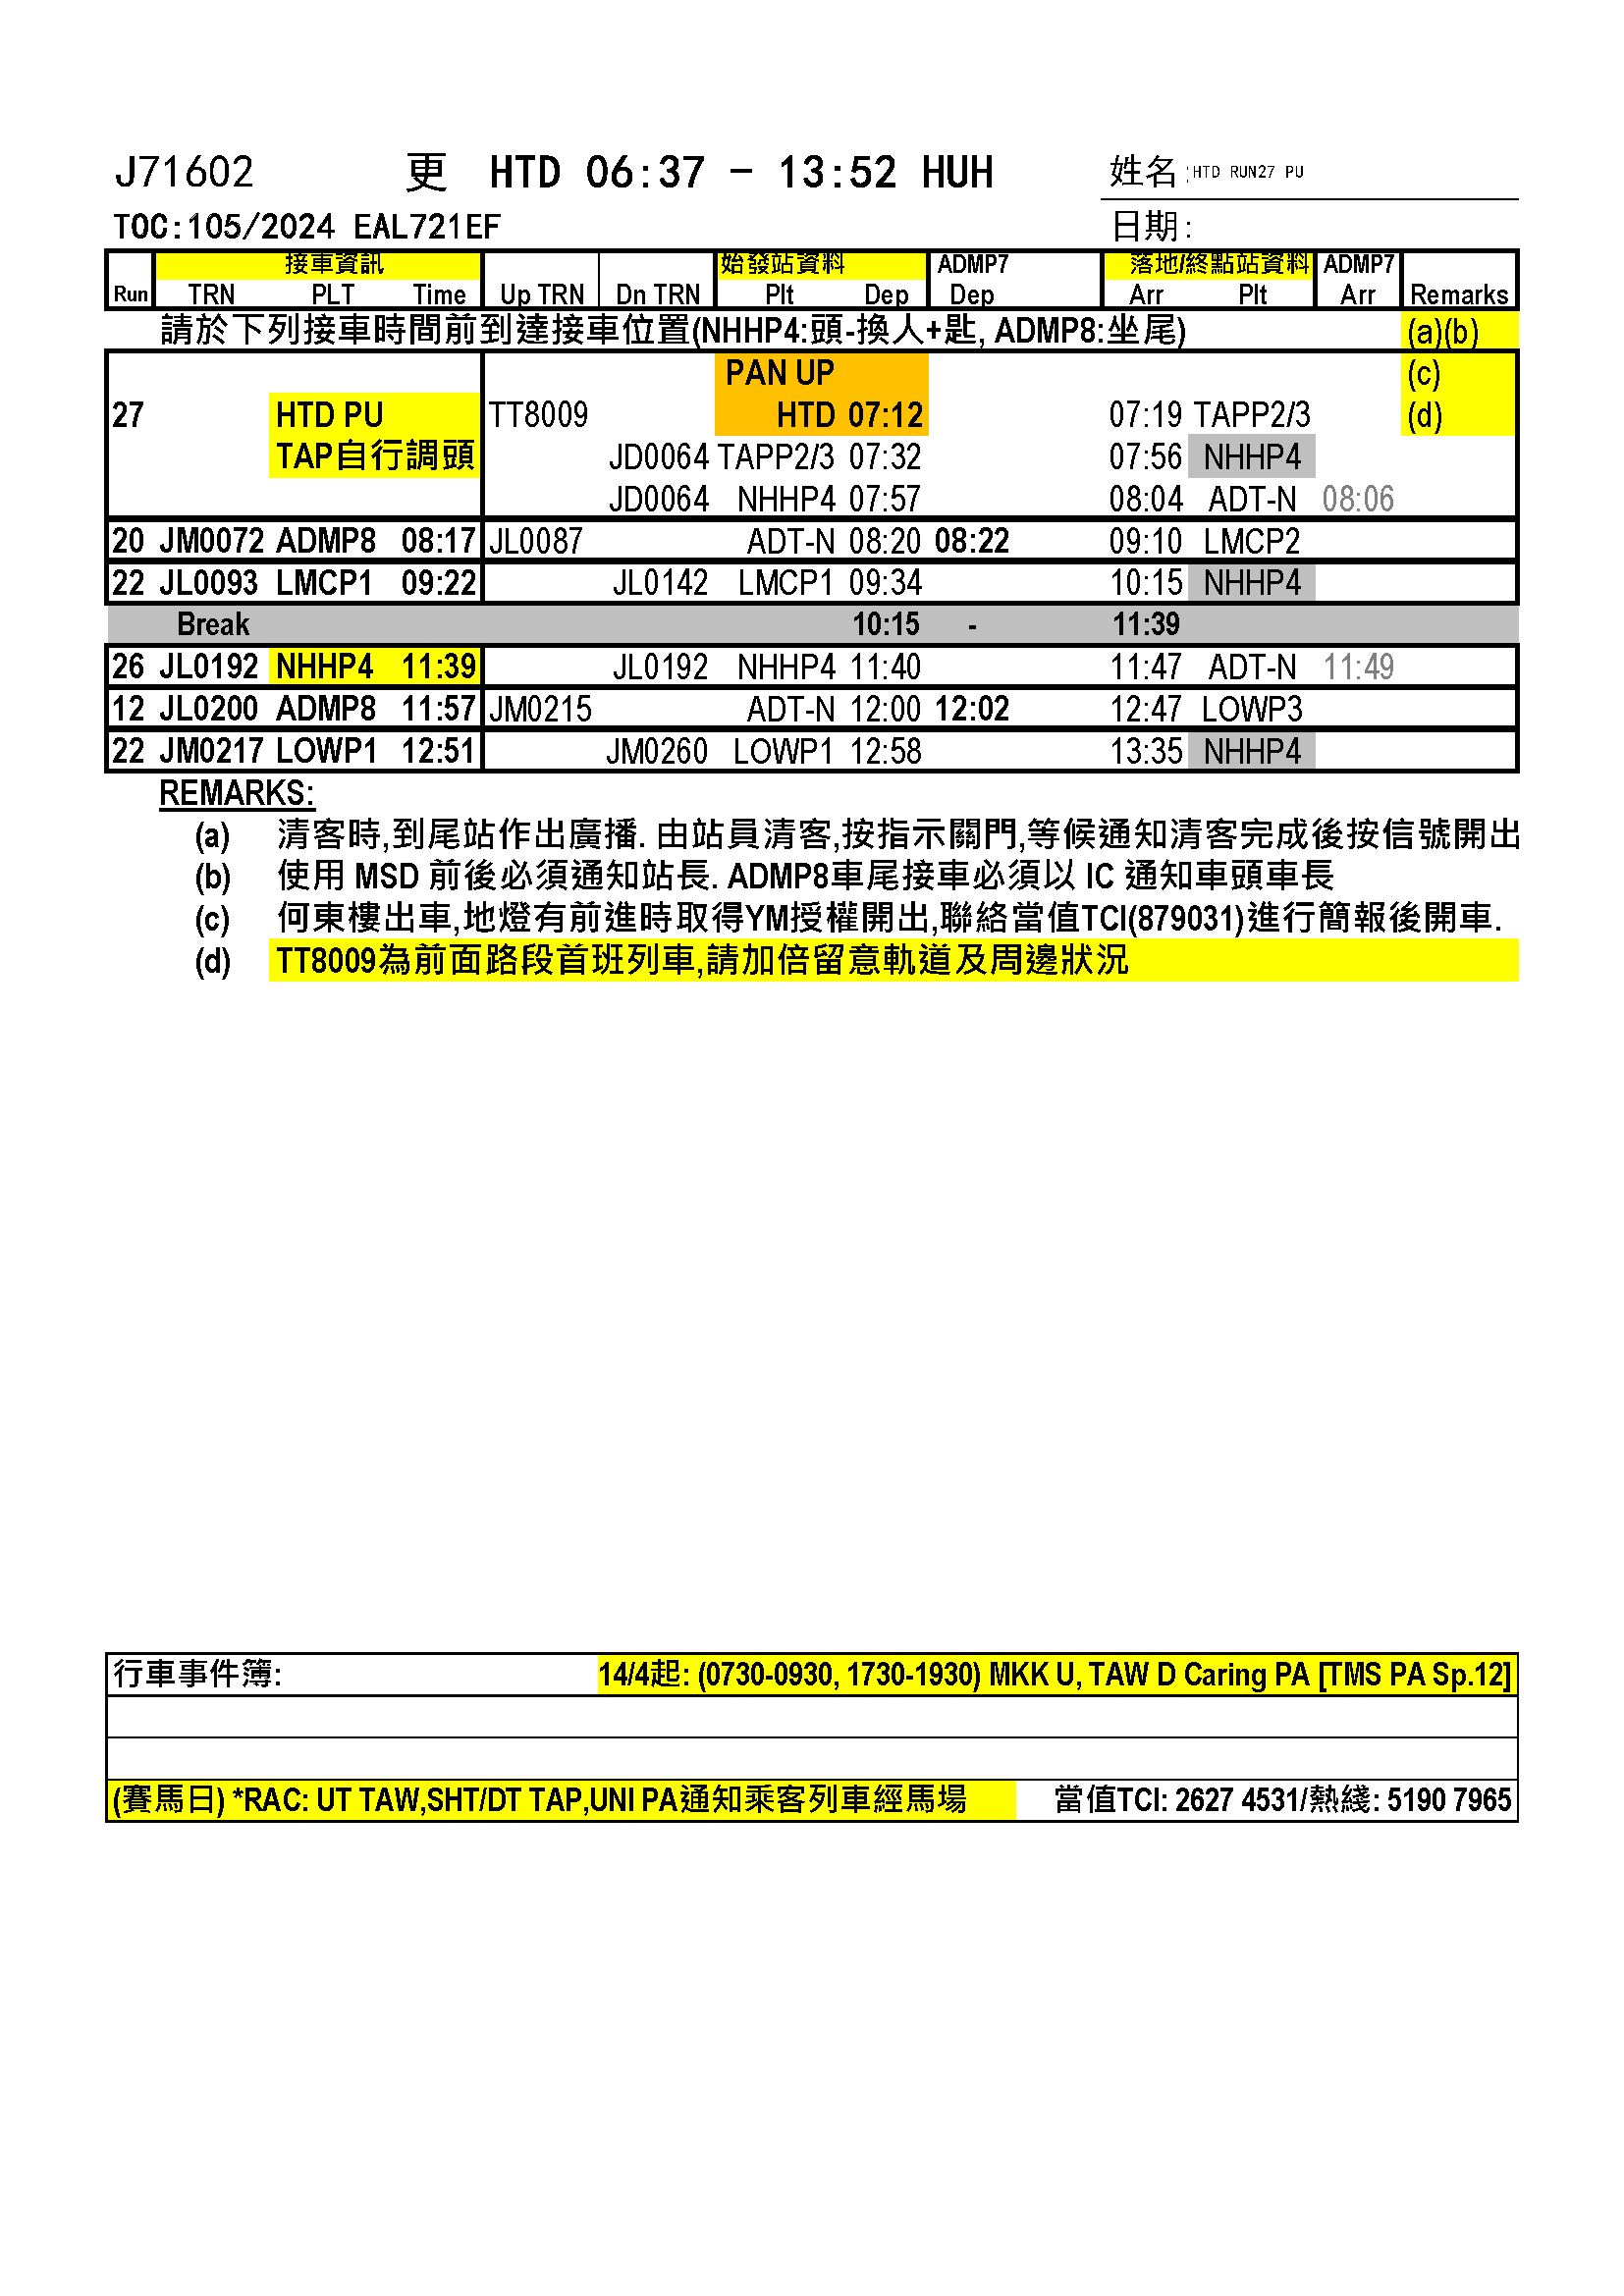 J71602 更 HTD 06:37 - 13:52 HUH 姓名:HTD RUN27 PU
TOC:105/2024 EAL721EF 日期:
接車資訊 始發站資料 ADMP7 落地/終點站資料 ADMP7
Run TRN PLT Time Up TRN Dn TRN Plt Dep Dep Arr Plt Arr Remarks
請於下列接車時間前到達接車位置(NHHP4:頭-換人+匙, ADMP8:坐尾) (a)(b)
PAN UP (c)
27 HTD PU TT8009 HTD 07:12 07:19 TAPP2/3 (d)
TAP自行調頭 JD0064 TAPP2/3 07:32 07:56 NHHP4
JD0064 NHHP4 07:57 08:04 ADT-N 08:06
20 JM0072 ADMP8 08:17 JL0087 ADT-N 08:20 08:22 09:10 LMCP2
22 JL0093 LMCP1 09:22 JL0142 LMCP1 09:34 10:15 NHHP4
Break 10:15 - 11:39
26 JL0192 NHHP4 11:39 JL0192 NHHP4 11:40 11:47 ADT-N 11:49
12 JL0200 ADMP8 11:57 JM0215 ADT-N 12:00 12:02 12:47 LOWP3
22 JM0217 LOWP1 12:51 JM0260 LOWP1 12:58 13:35 NHHP4
REMARKS:
(a) 清客時,到尾站作出廣播. 由站員清客,按指示關門,等候通知清客完成後按信號開出
(b) 使用 MSD 前後必須通知站長. ADMP8車尾接車必須以 IC 通知車頭車長
(c) 何東樓出車,地燈有前進時取得YM授權開出,聯絡當值TCI(879031)進行簡報後開車.
(d) TT8009為前面路段首班列車,請加倍留意軌道及周邊狀況
行車事件簿: 14/4起: (0730-0930, 1730-1930) MKK U, TAW D Caring PA [TMS PA Sp.12]
(賽馬日) *RAC: UT TAW,SHT/DT TAP,UNI PA通知乘客列車經馬場 當值TCI: 2627 4531/熱綫: 5190 7965